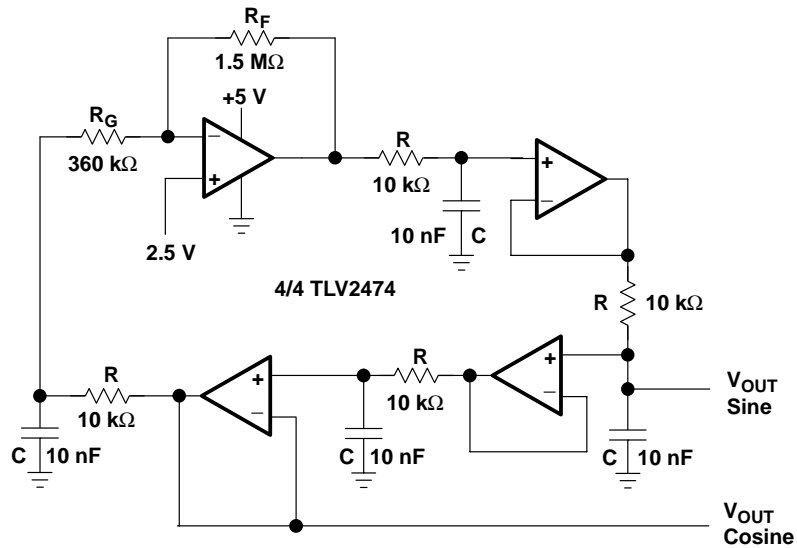 R_F
1.5 MΩ
+5 V
R_G
360 kΩ
−
+
2.5 V
R
10 kΩ
10 nF C
+
−
4/4 TLV2474
R 10 kΩ
R
10 kΩ
+
−
R
10 kΩ
+
−
V_OUT
Sine
C 10 nF
C 10 nF
C 10 nF
V_OUT
Cosine